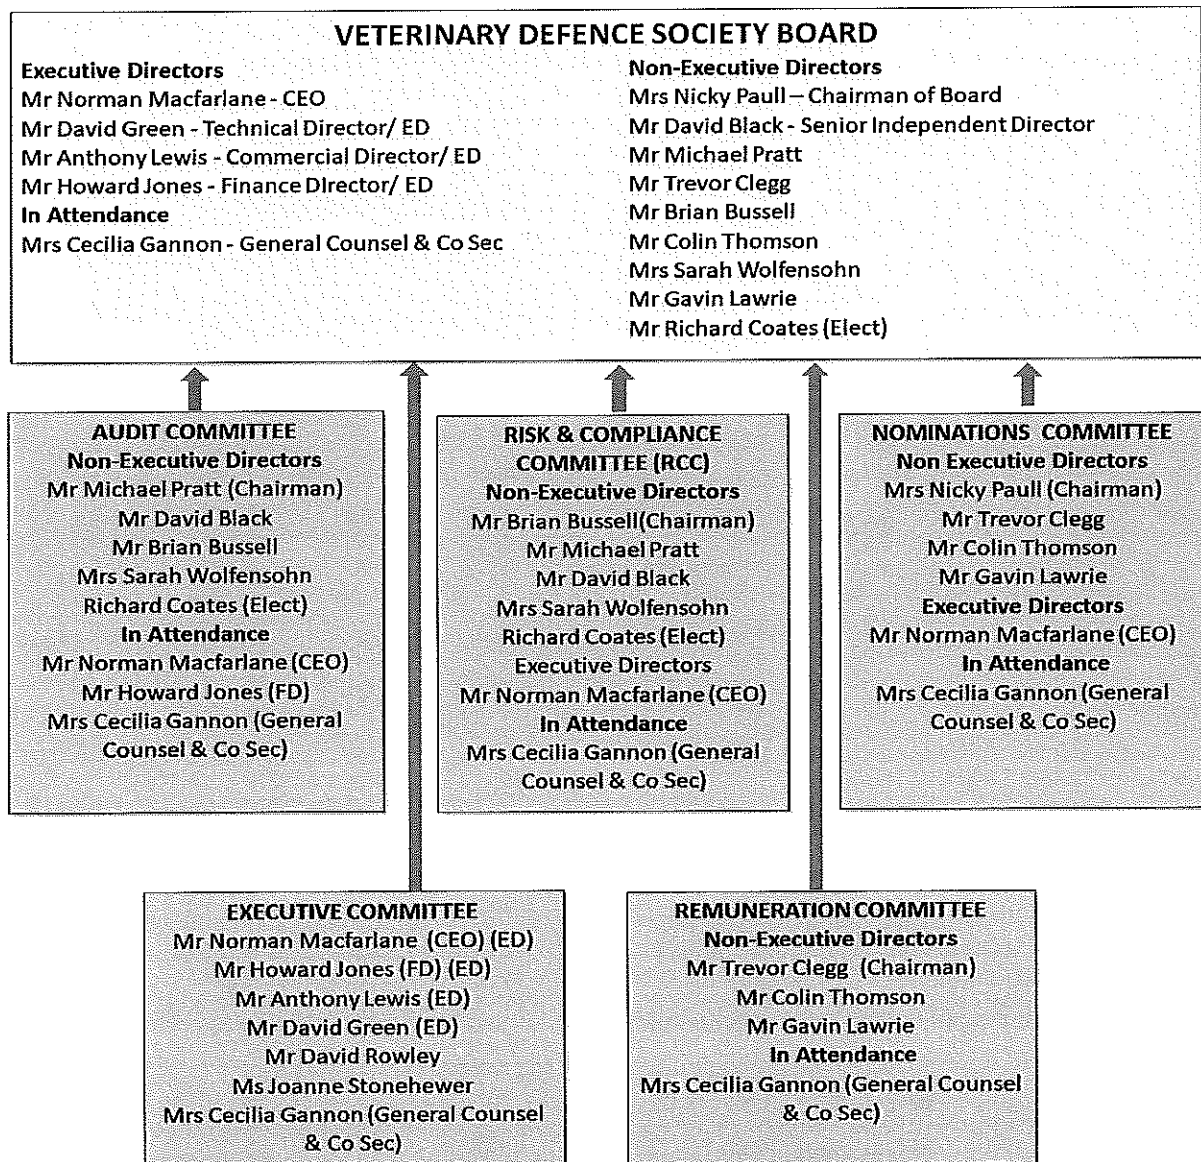 VETERINARY DEFENCE SOCIETY BOARD
Executive Directors
Mr Norman Macfarlane - CEO
Mr David Green - Technical Director/ ED
Mr Anthony Lewis - Commercial Director/ ED
Mr Howard Jones - Finance Director/ ED
In Attendance
Mrs Cecilia Gannon - General Counsel & Co Sec
Non-Executive Directors
Mrs Nicky Paull – Chairman of Board
Mr David Black - Senior Independent Director
Mr Michael Pratt
Mr Trevor Clegg
Mr Brian Bussell
Mr Colin Thomson
Mrs Sarah Wolfensohn
Mr Gavin Lawrie
Mr Richard Coates (Elect)
AUDIT COMMITTEE
Non-Executive Directors
Mr Michael Pratt (Chairman)
Mr David Black
Mr Brian Bussell
Mrs Sarah Wolfensohn
Richard Coates (Elect)
In Attendance
Mr Norman Macfarlane (CEO)
Mr Howard Jones (FD)
Mrs Cecilia Gannon (General
Counsel & Co Sec)
RISK & COMPLIANCE
COMMITTEE (RCC)
Non-Executive Directors
Mr Brian Bussell(Chairman)
Mr Michael Pratt
Mr David Black
Mrs Sarah Wolfensohn
Richard Coates (Elect)
Executive Directors
Mr Norman Macfarlane (CEO)
In Attendance
Mrs Cecilia Gannon (General
Counsel & Co Sec)
NOMINATIONS COMMITTEE
Non Executive Directors
Mrs Nicky Paull (Chairman)
Mr Trevor Clegg
Mr Colin Thomson
Mr Gavin Lawrie
Executive Directors
Mr Norman Macfarlane (CEO)
In Attendance
Mrs Cecilia Gannon (General
Counsel & Co Sec)
EXECUTIVE COMMITTEE
Mr Norman Macfarlane (CEO) (ED)
Mr Howard Jones (FD) (ED)
Mr Anthony Lewis (ED)
Mr David Green (ED)
Mr David Rowley
Ms Joanne Stonehewer
Mrs Cecilia Gannon (General Counsel
& Co Sec)
REMUNERATION COMMITTEE
Non-Executive Directors
Mr Trevor Clegg (Chairman)
Mr Colin Thomson
Mr Gavin Lawrie
In Attendance
Mrs Cecilia Gannon (General Counsel
& Co Sec)